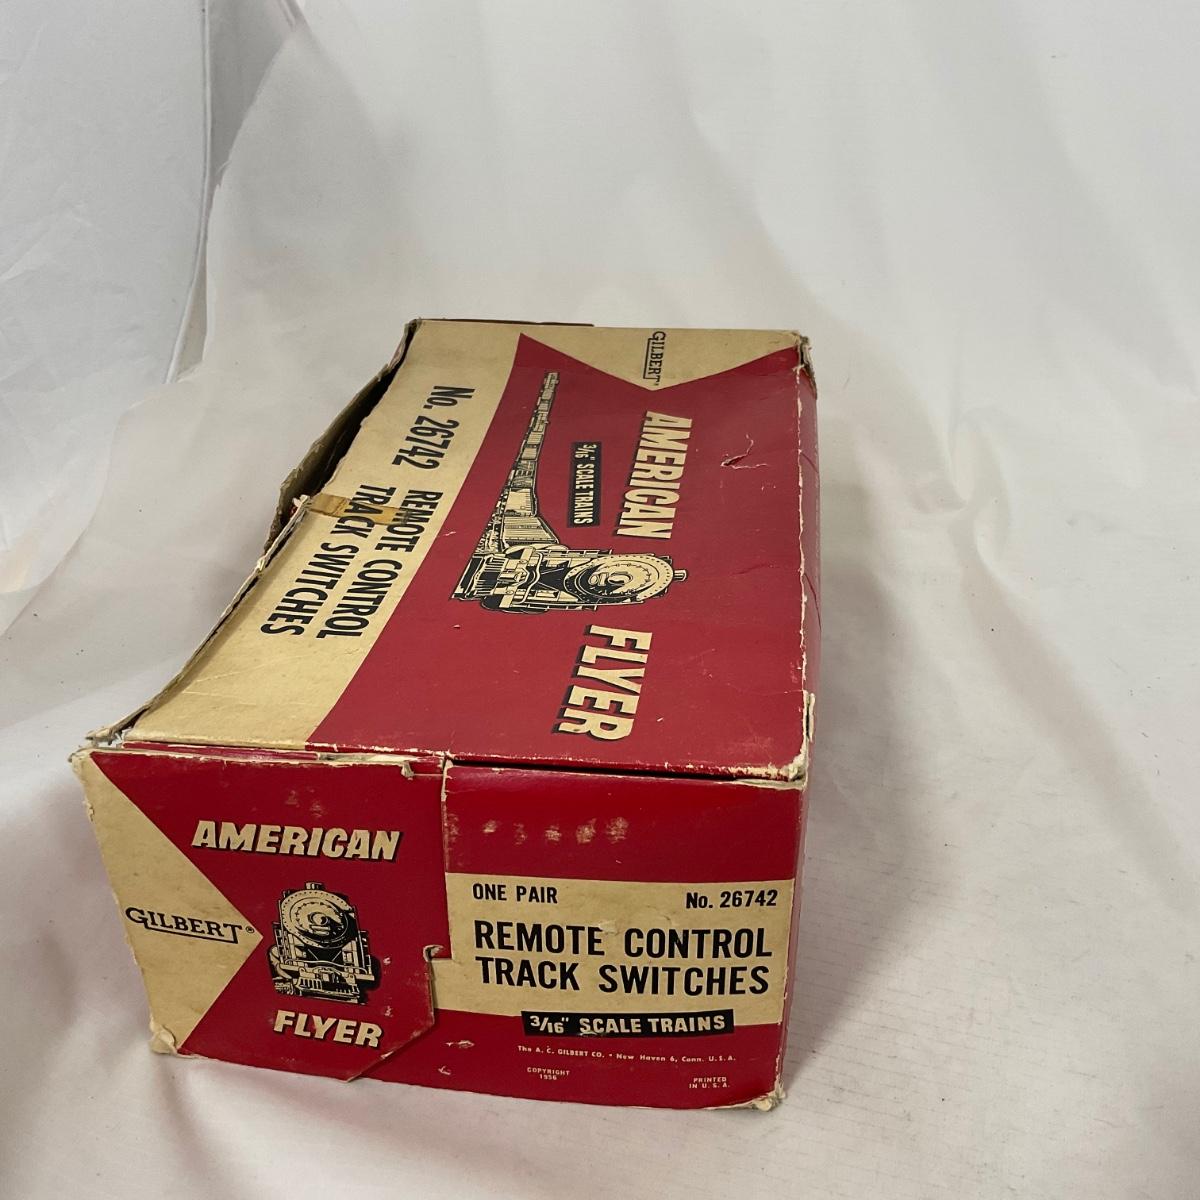 GILBERT®
AMERICAN
FLYER
3/16" SCALE TRAINS
No. 26742 REMOTE CONTROL
TRACK SWITCHES
AMERICAN
GILBERT®
FLYER
ONE PAIR No. 26742
REMOTE CONTROL
TRACK SWITCHES
3/16" SCALE TRAINS
The A. C. GILBERT CO. • New Haven 6, Conn. U.S.A.
COPYRIGHT
1956
PRINTED
IN U.S.A.